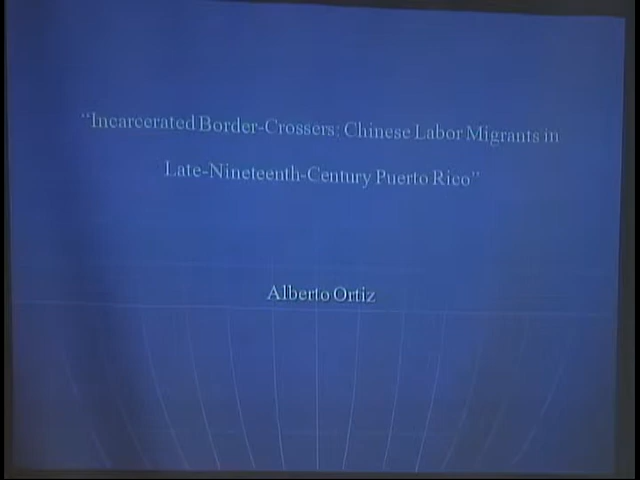 "Incarcerated Border-Crossers: Chinese Labor Migrants in
Late-Nineteenth-Century Puerto Rico"
Alberto Ortiz